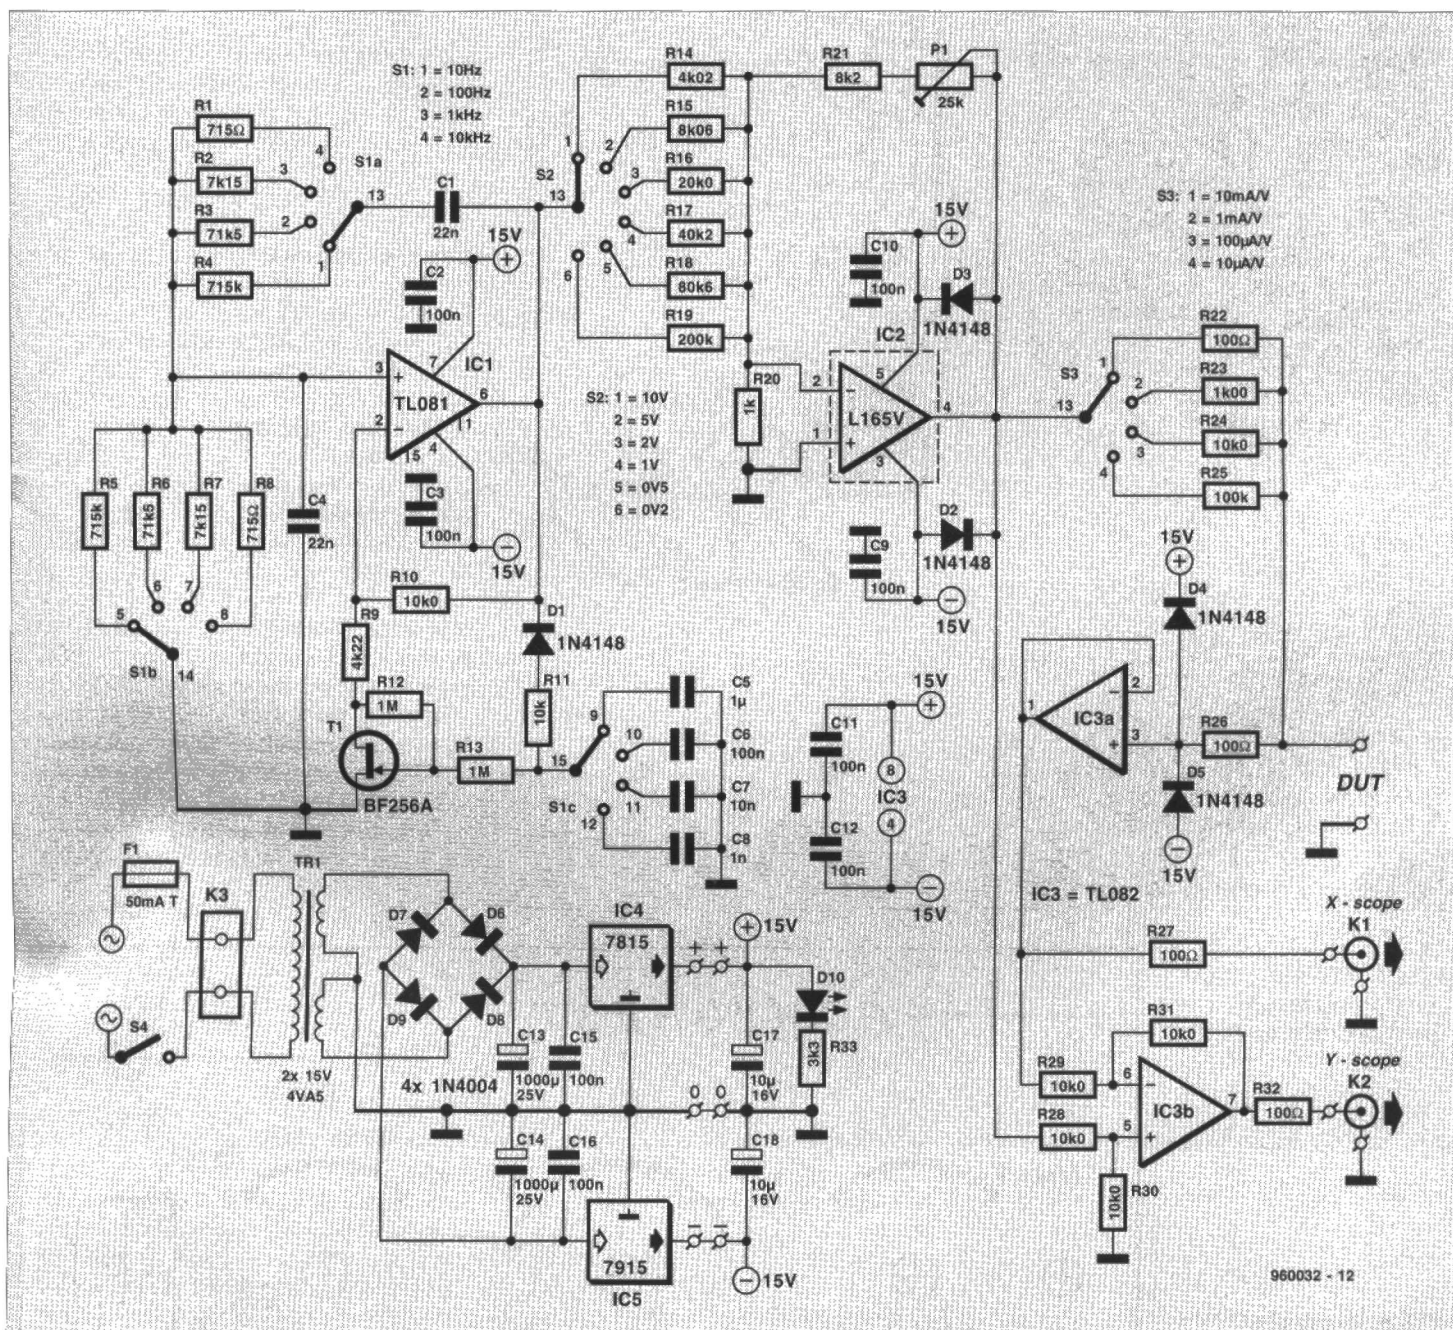 S1: 1 = 10Hz
2 = 100Hz
3 = 1kHz
4 = 10kHz
R1
715Ω
R2
7k15
R3
71k5
R4
715k
4
3
2
1
S1a
13
C1
22n
S2
13
1
2
3
4
5
6
R14
4k02
R15
8k06
R16
20k0
R17
40k2
R18
80k6
R19
200k
R21
8k2
P1
25k
15V
C2
100n
IC1
TL081
3
+
2
−
7
6
1
4
5
C3
100n
15V
S2: 1 = 10V
2 = 5V
3 = 2V
4 = 1V
5 = 0V5
6 = 0V2
R20
1k
15V
C10
100n
D3
1N4148
IC2
L165V
2
−
1
+
5
4
3
D2
1N4148
C9
100n
15V
S3: 1 = 10mA/V
2 = 1mA/V
3 = 100µA/V
4 = 10µA/V
S3
13
1
2
3
4
R22
100Ω
R23
1k00
R24
10k0
R25
100k
R5
715k
R6
71k5
R7
7k15
R8
715Ω
C4
22n
5
6
7
8
S1b
14
R10
10k0
R9
4k22
D1
1N4148
R12
1M
R11
10k
T1
BF256A
R13
1M
15
9
10
11
12
S1c
C5
1µ
C6
100n
C7
10n
C8
1n
15V
C11
100n
8
IC3
4
C12
100n
15V
15V
D4
1N4148
IC3a
1
2
−
3
+
R26
100Ω
D5
1N4148
15V
DUT
IC3 = TL082
F1
50mA T
K3
TR1
2x 15V
4VA5
S4
D7
D6
D9
D8
4x 1N4004
C13
1000µ
25V
C15
100n
C14
1000µ
25V
C16
100n
IC4
7815
7915
IC5
+ +
0 0
− −
15V
C17
10µ
16V
D10
R33
3k3
C18
10µ
16V
15V
R27
100Ω
X - scope
K1
R31
10k0
R29
10k0
R28
10k0
6
−
5
+
IC3b
7
R32
100Ω
Y - scope
K2
R30
10k0
960032 - 12